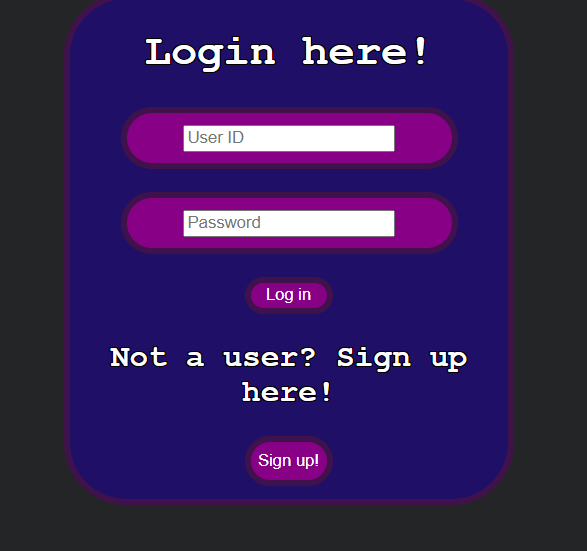 Login here!
User ID
Password
Log in
Not a user? Sign up
here!
Sign up!